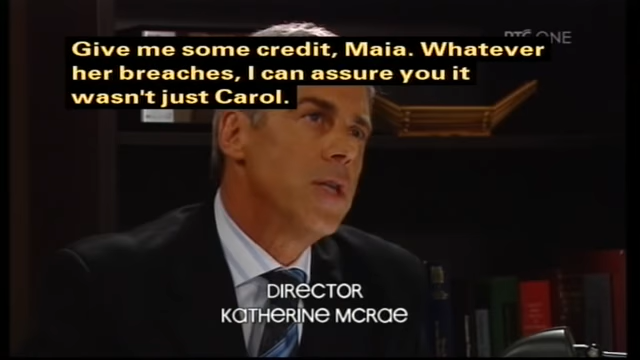 Give me some credit, Maia. Whatever
her breaches, I can assure you it
wasn't just Carol.
RTÉ ONE
DIRECTOR
KATHERINE MCRAE